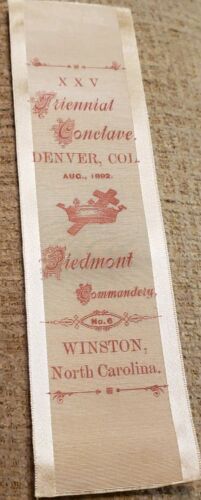 XXV
Triennial
Conclave.
DENVER, COL.
AUG., 1892.
Piedmont
Commandery,
No. 6
WINSTON,
North Carolina.